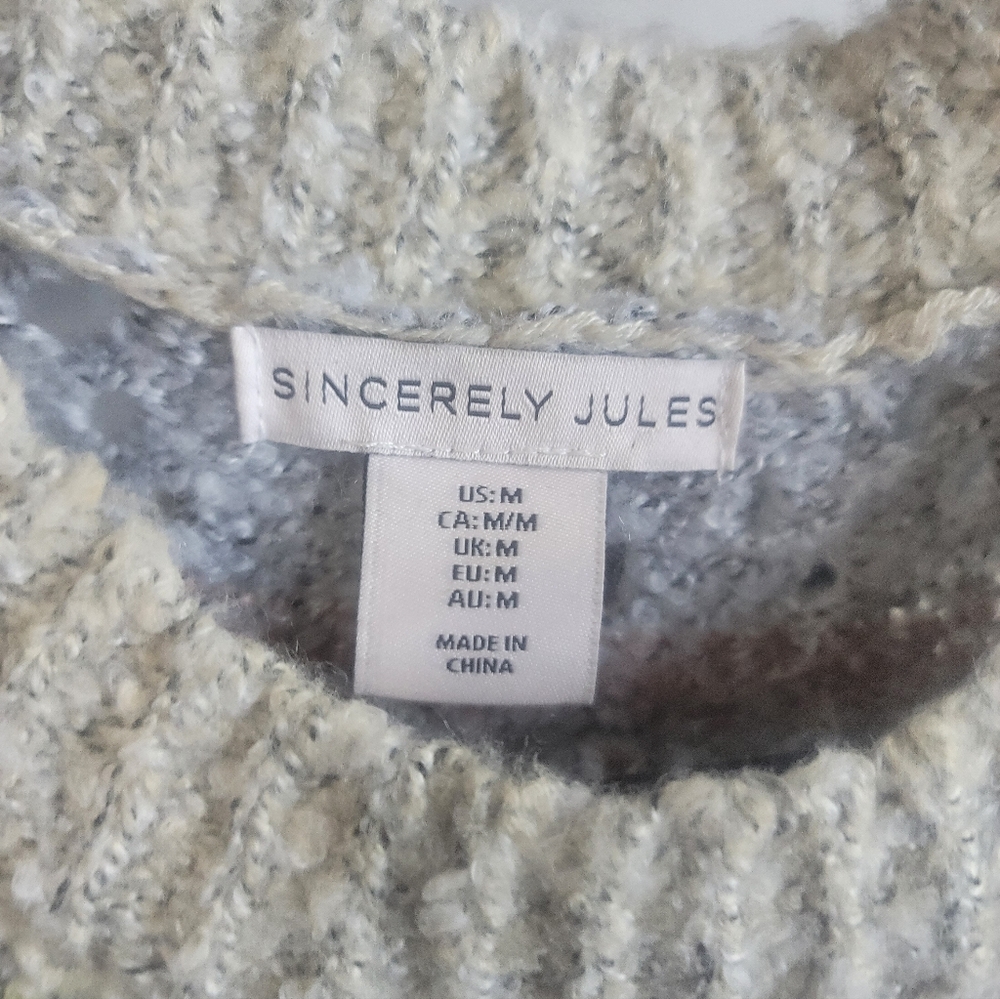 SINCERELY JULES
US: M
CA: M/M
UK: M
EU: M
AU: M
MADE IN
CHINA